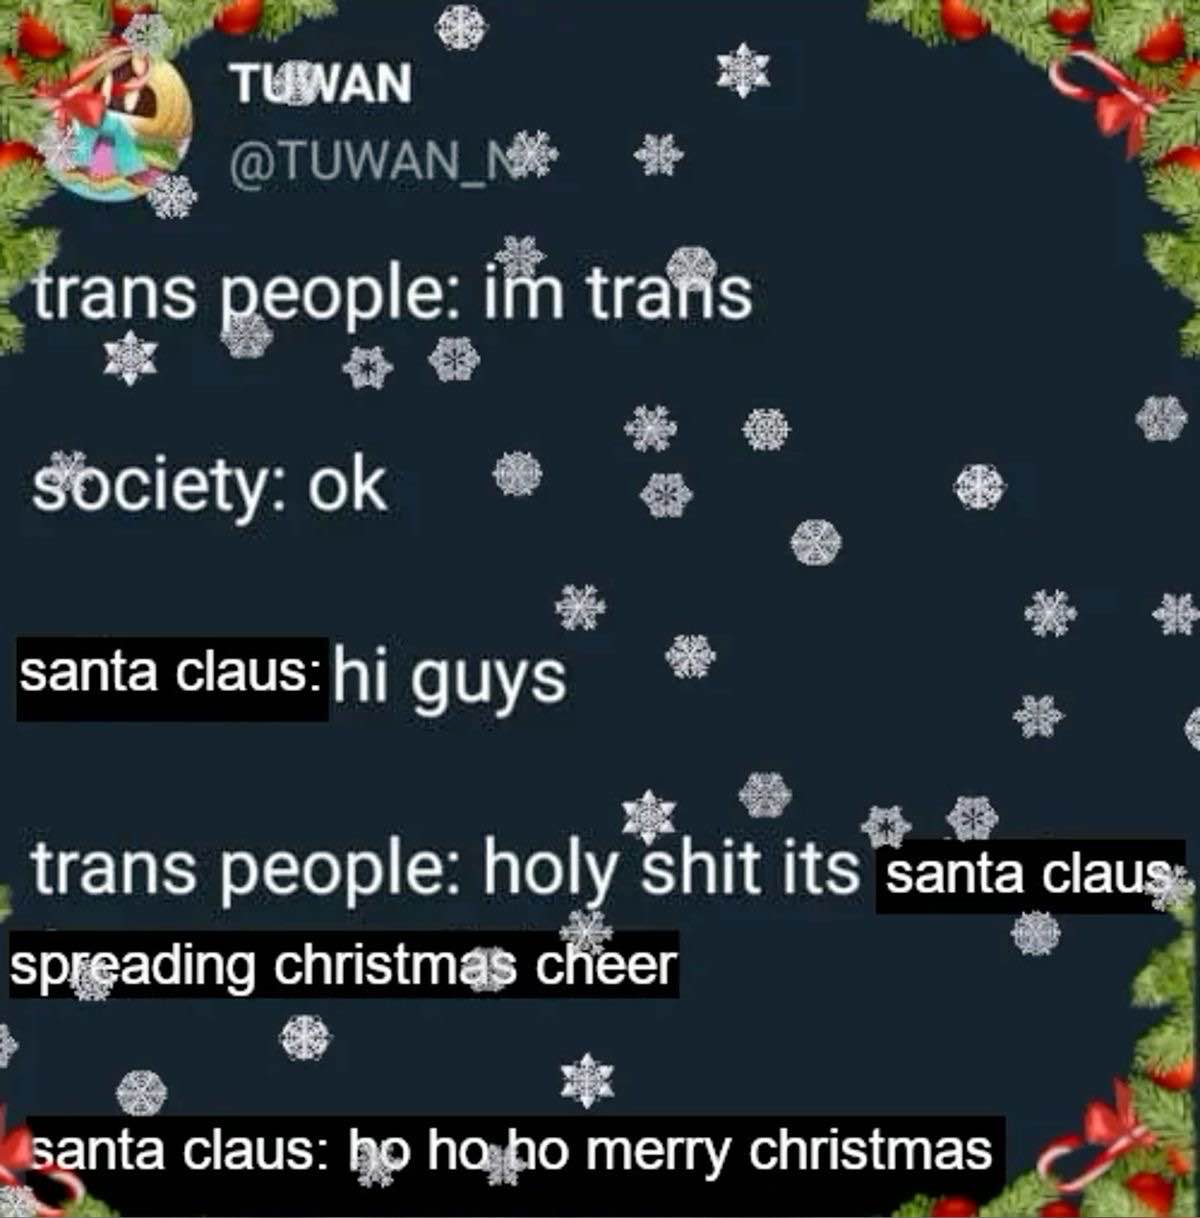 TUWAN
@TUWAN_N
trans people: im trans
society: ok
santa claus: hi guys
trans people: holy shit its santa claus
spreading christmas cheer
santa claus: ho ho ho merry christmas